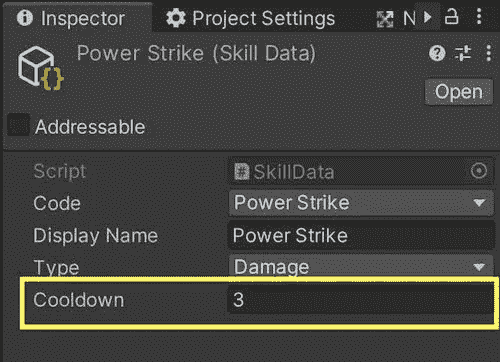 Inspector Project Settings N
Power Strike (Skill Data)
Open
Addressable
Script SkillData
Code Power Strike
Display Name Power Strike
Type Damage
Cooldown 3